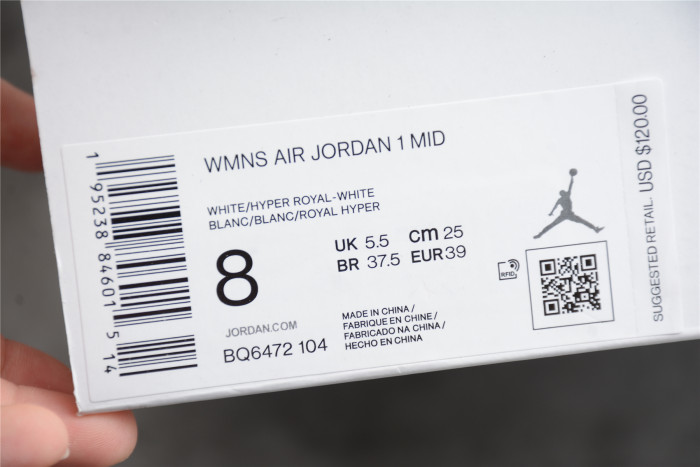 WMNS AIR JORDAN 1 MID
WHITE/HYPER ROYAL-WHITE
BLANC/BLANC/ROYAL HYPER
8
UK 5.5 cm 25
BR 37.5 EUR 39
JORDAN.COM
BQ6472 104
MADE IN CHINA /
FABRIQUE EN CHINE /
FABRICADO NA CHINA /
HECHO EN CHINA
RFID
SUGGESTED RETAIL: USD $120.00
1 95238 84601 5 14